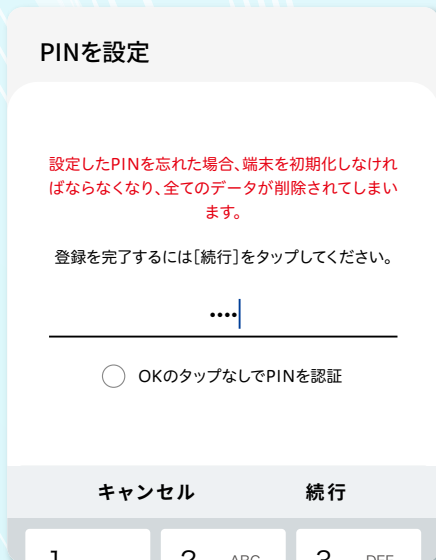 PINを設定
設定したPINを忘れた場合、端末を初期化しなけれ
ばならなくなり、全てのデータが削除されてしまい
ます。
登録を完了するには[続行]をタップしてください。
••••
OKのタップなしでPINを認証
キャンセル 続行
1 2 ABC 3 DEF